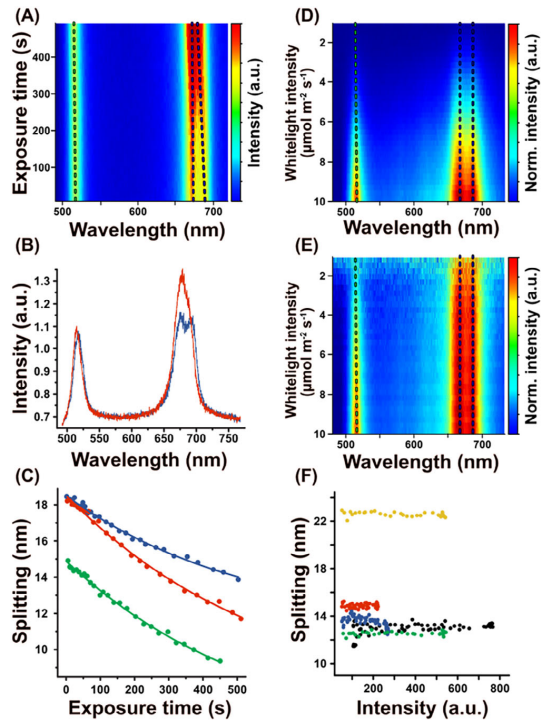 (A)
Exposure time (s)
400
300
200
100
500 600 700
Wavelength (nm)
Intensity (a.u.)
(D)
Whitelight intensity
(µmol m⁻² s⁻¹)
2
4
6
8
10
500 600 700
Wavelength (nm)
Norm. intensity (a.u.)
(B)
Intensity (a.u.)
1.3
1.2
1.1
1.0
0.9
0.8
0.7
500 550 600 650 700 750
Wavelength (nm)
(E)
Whitelight intensity
(µmol m⁻² s⁻¹)
2
4
6
8
10
500 600 700
Wavelength (nm)
Norm. intensity (a.u.)
(C)
Splitting (nm)
18
16
14
12
10
0 100 200 300 400 500
Exposure time (s)
(F)
Splitting (nm)
22
18
14
10
200 400 600 800
Intensity (a.u.)